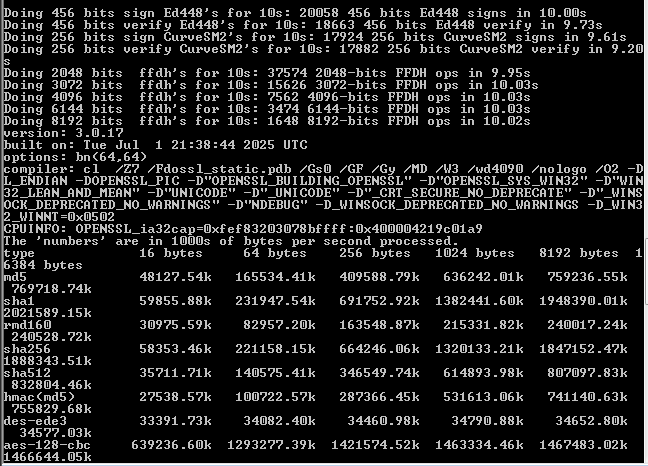 Doing 456 bits sign Ed448's for 10s: 20058 456 bits Ed448 signs in 10.00s
Doing 456 bits verify Ed448's for 10s: 18663 456 bits Ed448 verify in 9.73s
Doing 256 bits sign CurveSM2's for 10s: 17924 256 bits CurveSM2 signs in 9.61s
Doing 256 bits verify CurveSM2's for 10s: 17882 256 bits CurveSM2 verify in 9.20
s
Doing 2048 bits  ffdh's for 10s: 37574 2048-bits FFDH ops in 9.95s
Doing 3072 bits  ffdh's for 10s: 15626 3072-bits FFDH ops in 10.03s
Doing 4096 bits  ffdh's for 10s: 7562 4096-bits FFDH ops in 10.03s
Doing 6144 bits  ffdh's for 10s: 3474 6144-bits FFDH ops in 10.03s
Doing 8192 bits  ffdh's for 10s: 1648 8192-bits FFDH ops in 10.02s
version: 3.0.17
built on: Tue Jul  1 21:38:44 2025 UTC
options: bn(64,64)
compiler: cl  /Z7 /Fdossl_static.pdb /Gs0 /GF /Gy /MD /W3 /wd4090 /nologo /O2 -D
L_ENDIAN -DOPENSSL_PIC -D"OPENSSL_BUILDING_OPENSSL" -D"OPENSSL_SYS_WIN32" -D"WIN
32_LEAN_AND_MEAN" -D"UNICODE" -D"_UNICODE" -D"_CRT_SECURE_NO_DEPRECATE" -D"_WINS
OCK_DEPRECATED_NO_WARNINGS" -D"NDEBUG" -D_WINSOCK_DEPRECATED_NO_WARNINGS -D_WIN3
2_WINNT=0x0502
CPUINFO: OPENSSL_ia32cap=0xfef83203078bffff:0x400004219c01a9
The 'numbers' are in 1000s of bytes per second processed.
type             16 bytes     64 bytes    256 bytes   1024 bytes   8192 bytes  1
6384 bytes
md5              48127.54k   165534.41k   409588.79k   636242.01k   759236.55k
  769718.74k
sha1             59855.88k   231947.54k   691752.92k  1382441.60k  1948390.01k
 2021589.15k
rmd160           30975.59k    82957.20k   163548.87k   215331.82k   240017.24k
  240528.72k
sha256           58353.46k   221158.15k   664246.06k  1320133.21k  1847152.47k
 1888343.51k
sha512           35711.71k   140575.41k   346549.74k   614893.98k   807097.83k
  832804.46k
hmac(md5)        27538.57k   100722.57k   287366.45k   531613.06k   741140.63k
  755829.68k
des-ede3         33391.73k    34082.40k    34460.98k    34790.88k    34652.80k
   34577.03k
aes-128-cbc     639236.60k  1293277.39k  1421574.52k  1463334.46k  1467483.02k
 1466644.05k